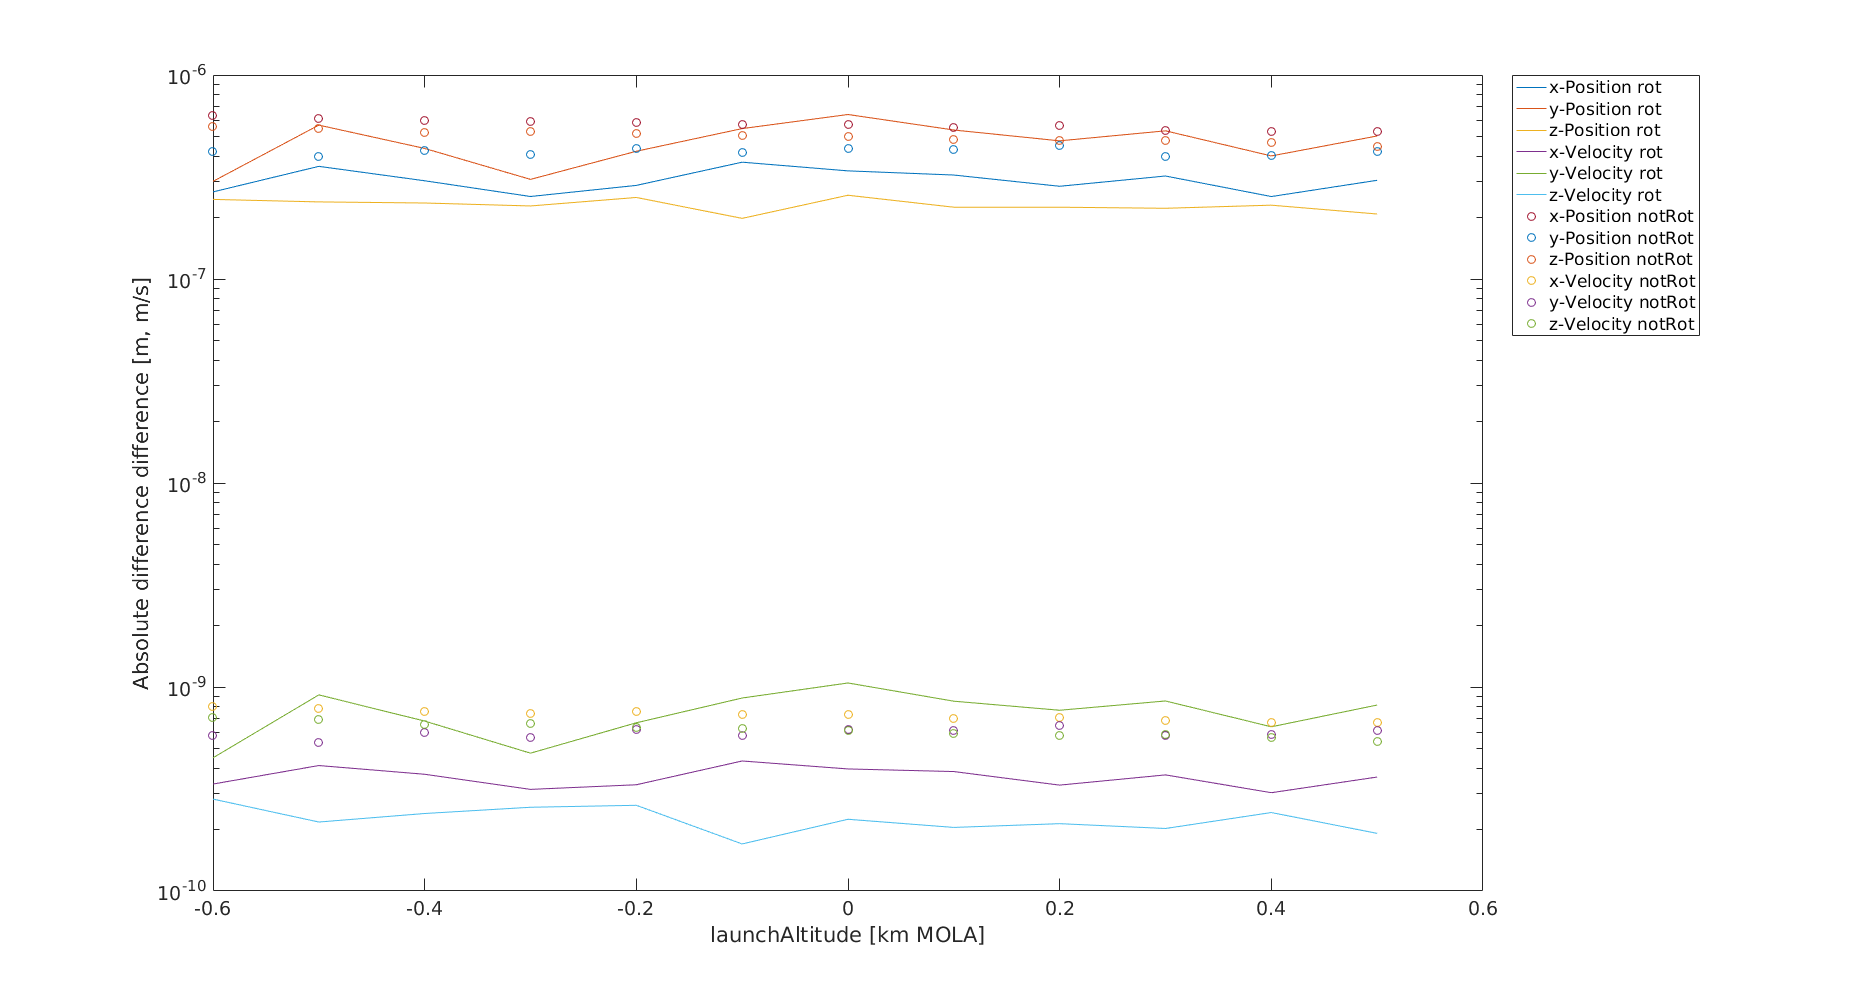 10^-6
10^-7
10^-8
10^-9
10^-10
Absolute difference difference [m, m/s]
-0.6 -0.4 -0.2 0 0.2 0.4 0.6
launchAltitude [km MOLA]
x-Position rot
y-Position rot
z-Position rot
x-Velocity rot
y-Velocity rot
z-Velocity rot
x-Position notRot
y-Position notRot
z-Position notRot
x-Velocity notRot
y-Velocity notRot
z-Velocity notRot